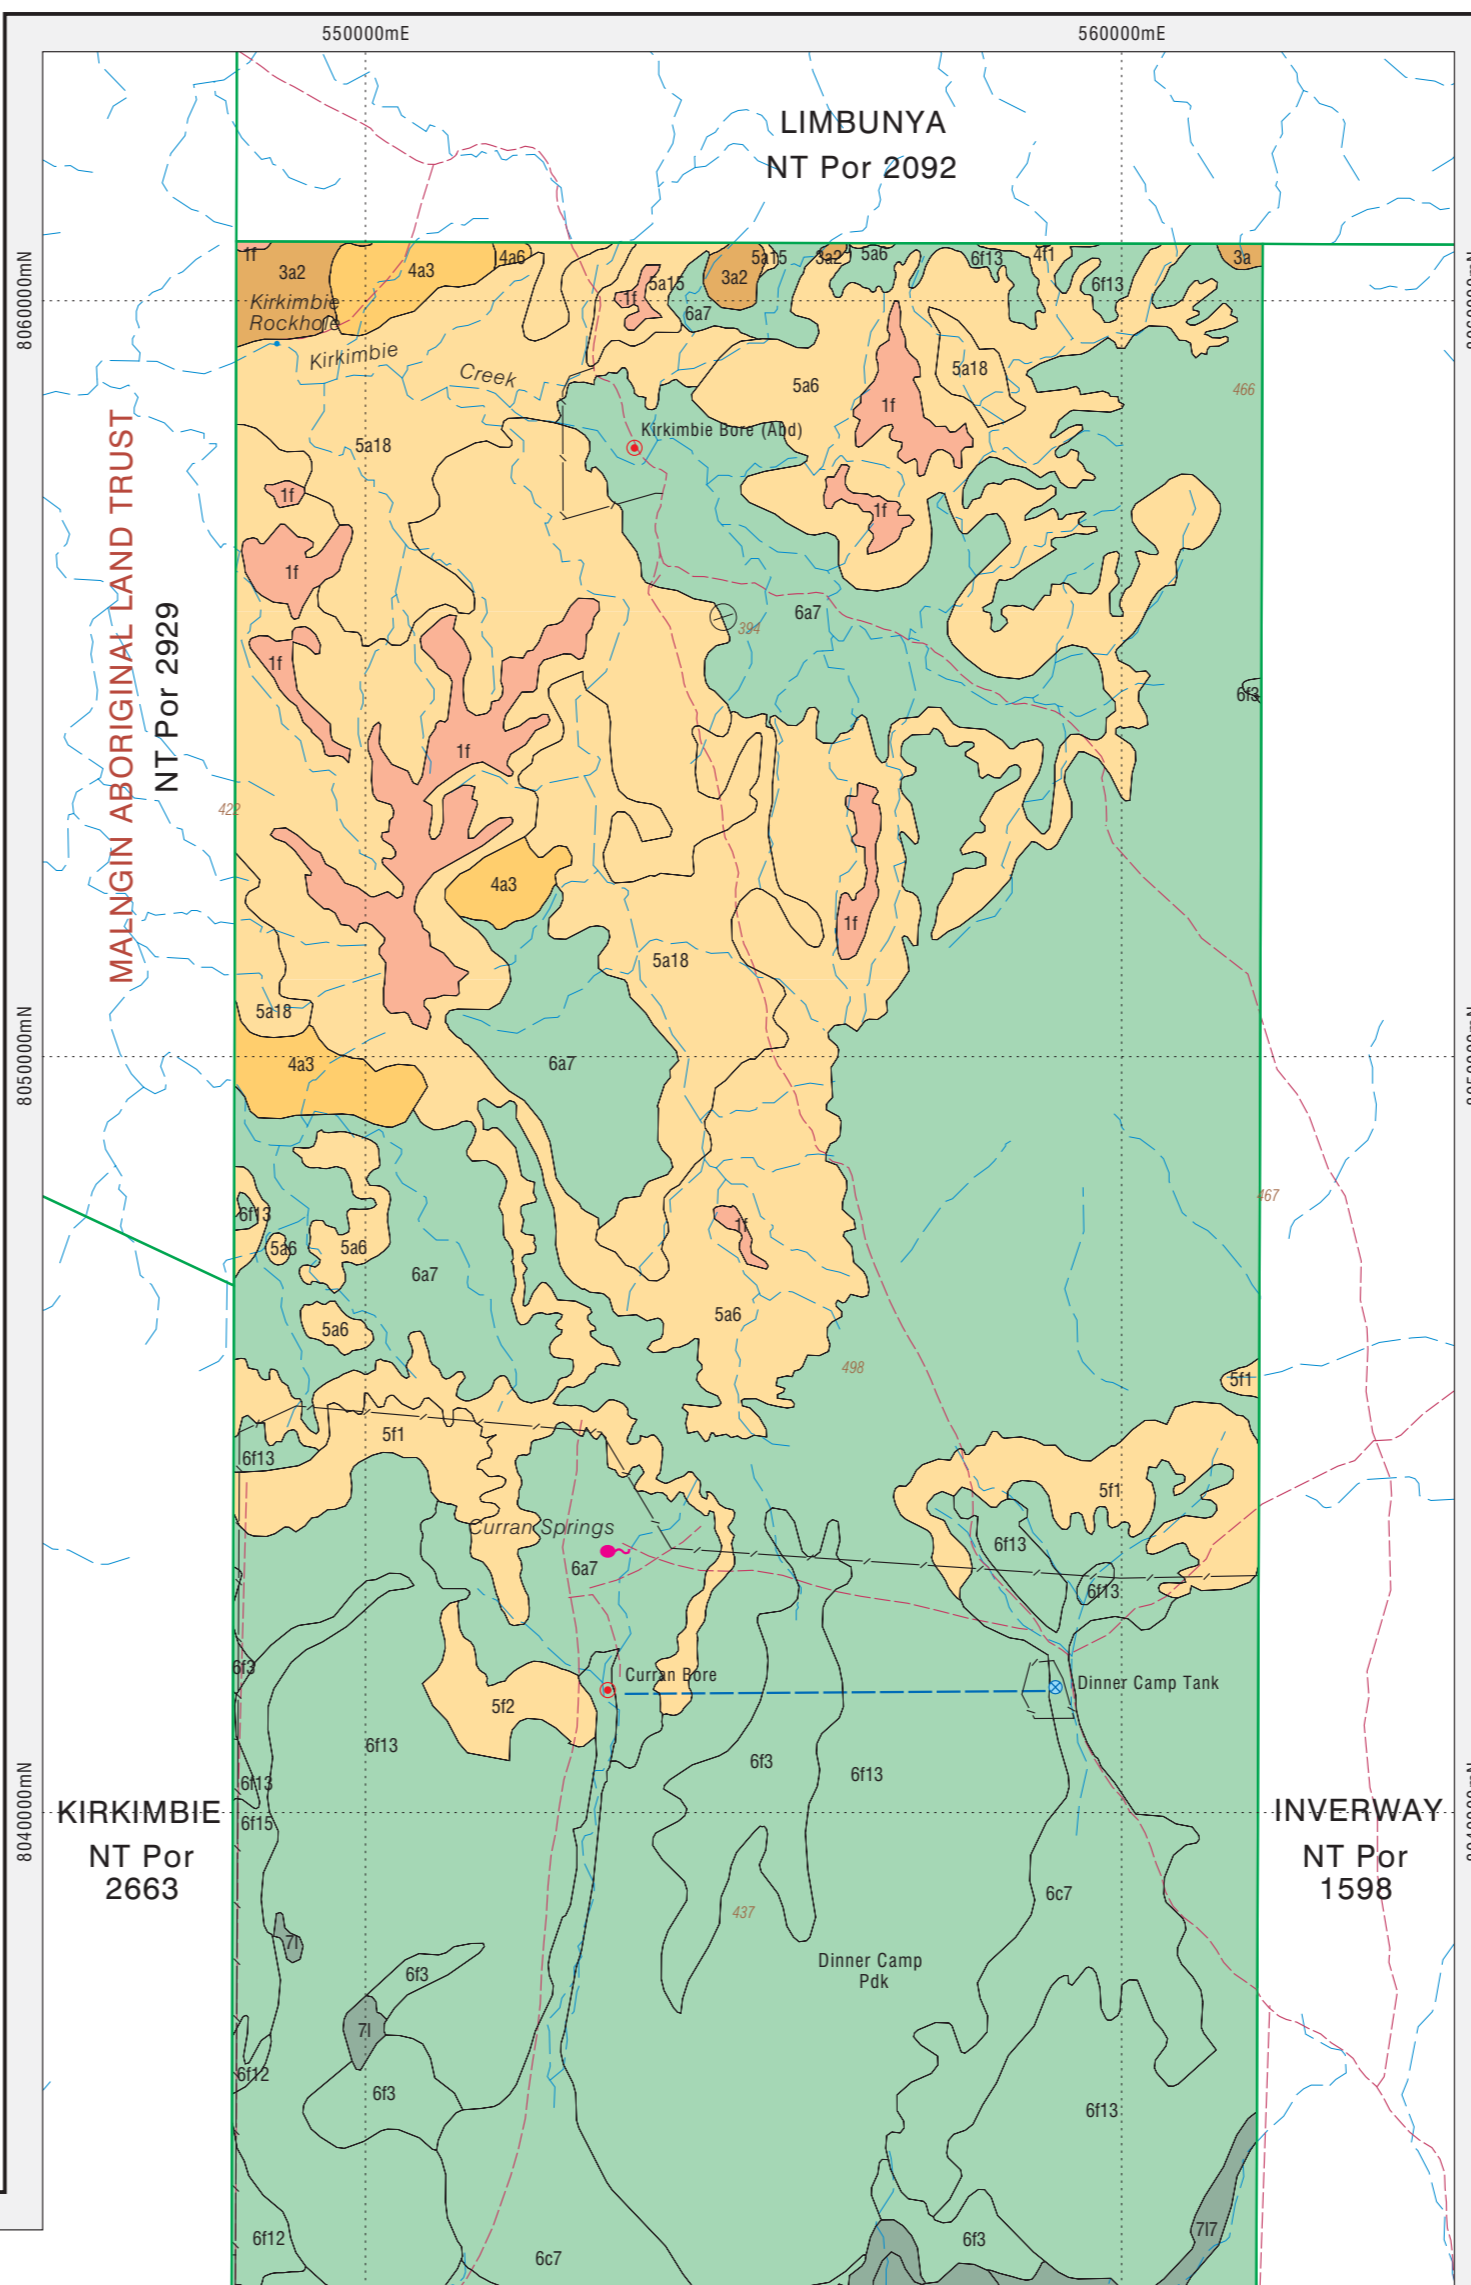 550000mE
560000mE
LIMBUNYA
NT Por 2092
8060000mN
1f
3a2
4a3
4a6
5a15
1f
3a2
5a15
3a2
5a6
6f13
4f1
6f13
3a
6a7
Kirkimbie
Rockhole
Kirkimbie
Creek
5a6
5a18
1f
466
Kirkimbie Bore (Abd)
5a18
MALNGIN ABORIGINAL LAND TRUST
NT Por 2929
1f
1f
1f
6a7
394
1f
6f3
1f
422
4a3
1f
5a18
5a18
8050000mN
4a3
6a7
467
6f13
5a6
5a6
1f
6a7
5a6
5a6
498
5f1
5f1
6f13
5f1
Curran Springs
6a7
6f13
6f13
6f3
Curran Bore
Dinner Camp Tank
5f2
6f13
6f3
6f13
6f13
8040000mN
6f15
KIRKIMBIE
NT Por
2663
INVERWAY
NT Por
1598
6c7
437
7l
Dinner Camp
Pdk
6f3
7l
6f12
6f3
6f13
6f12
6c7
6f3
7l7